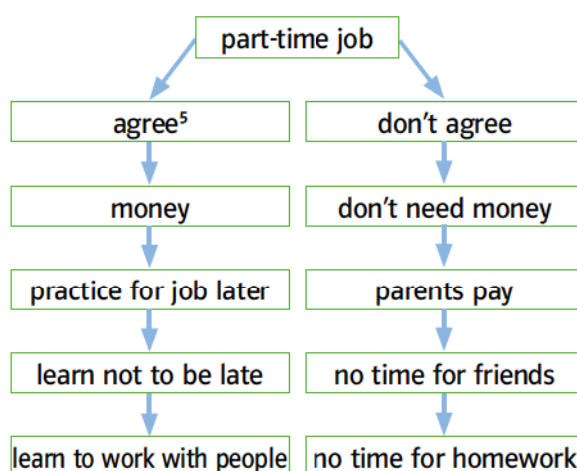 part-time job
agree⁵
don't agree
money
don't need money
practice for job later
parents pay
learn not to be late
no time for friends
learn to work with people
no time for homework